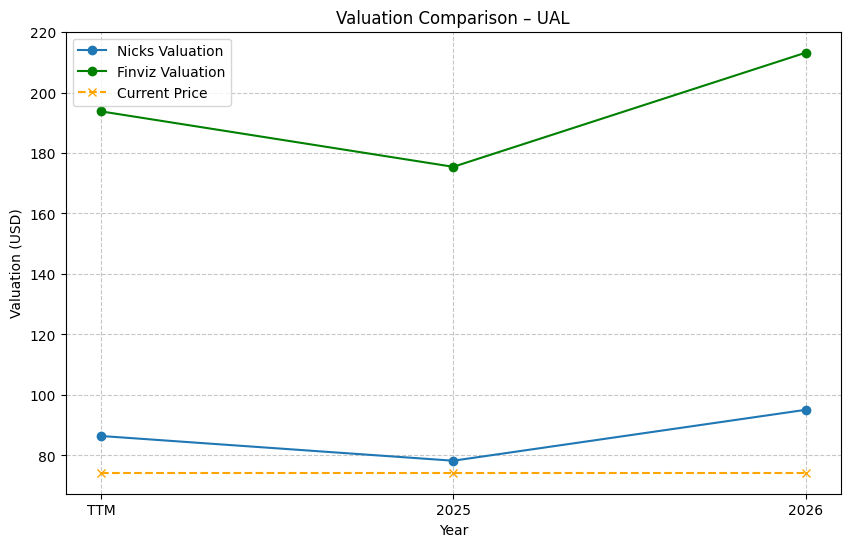 Valuation Comparison – UAL
Nicks Valuation
Finviz Valuation
Current Price
Valuation (USD)
220
200
180
160
140
120
100
80
TTM
2025
2026
Year